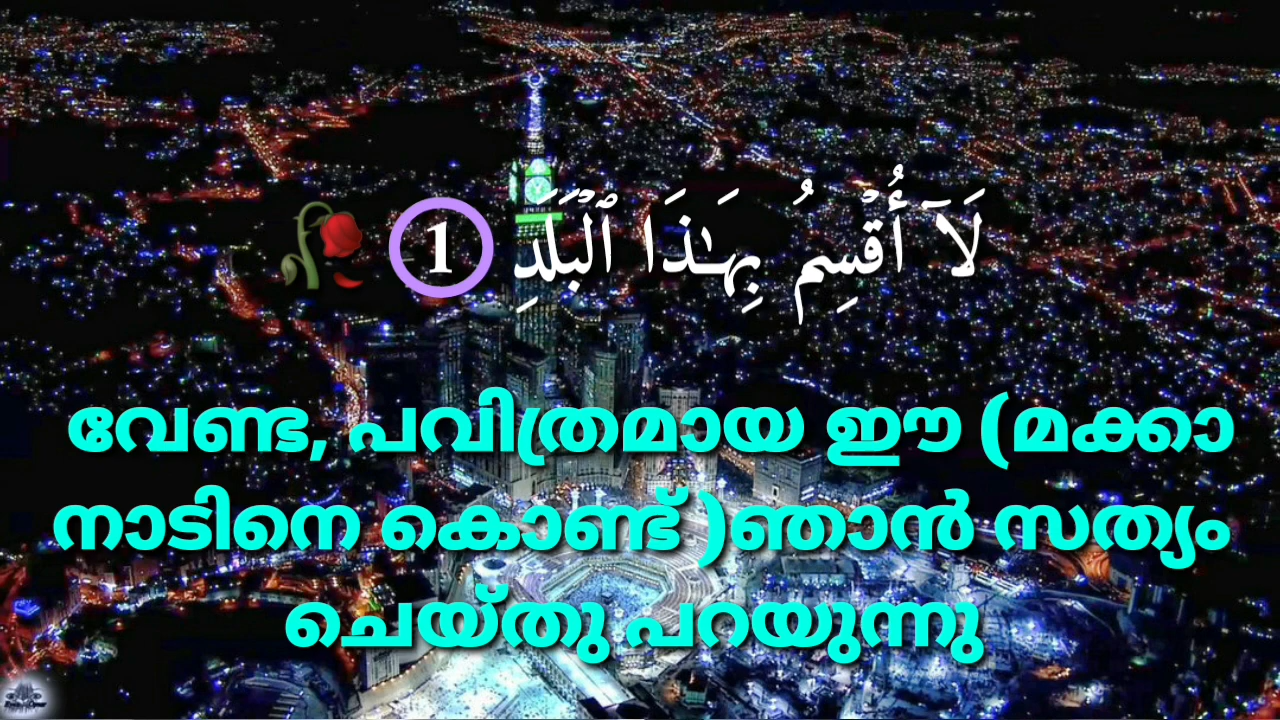 لَآ أُقْسِمُ بِهَـٰذَا ٱلْبَلَدِ 1
വേണ്ട, പവിത്രമായ ഈ (മക്കാ
നാടിനെ കൊണ്ട് )ഞാൻ സത്യം
ചെയ്തു പറയുന്നു